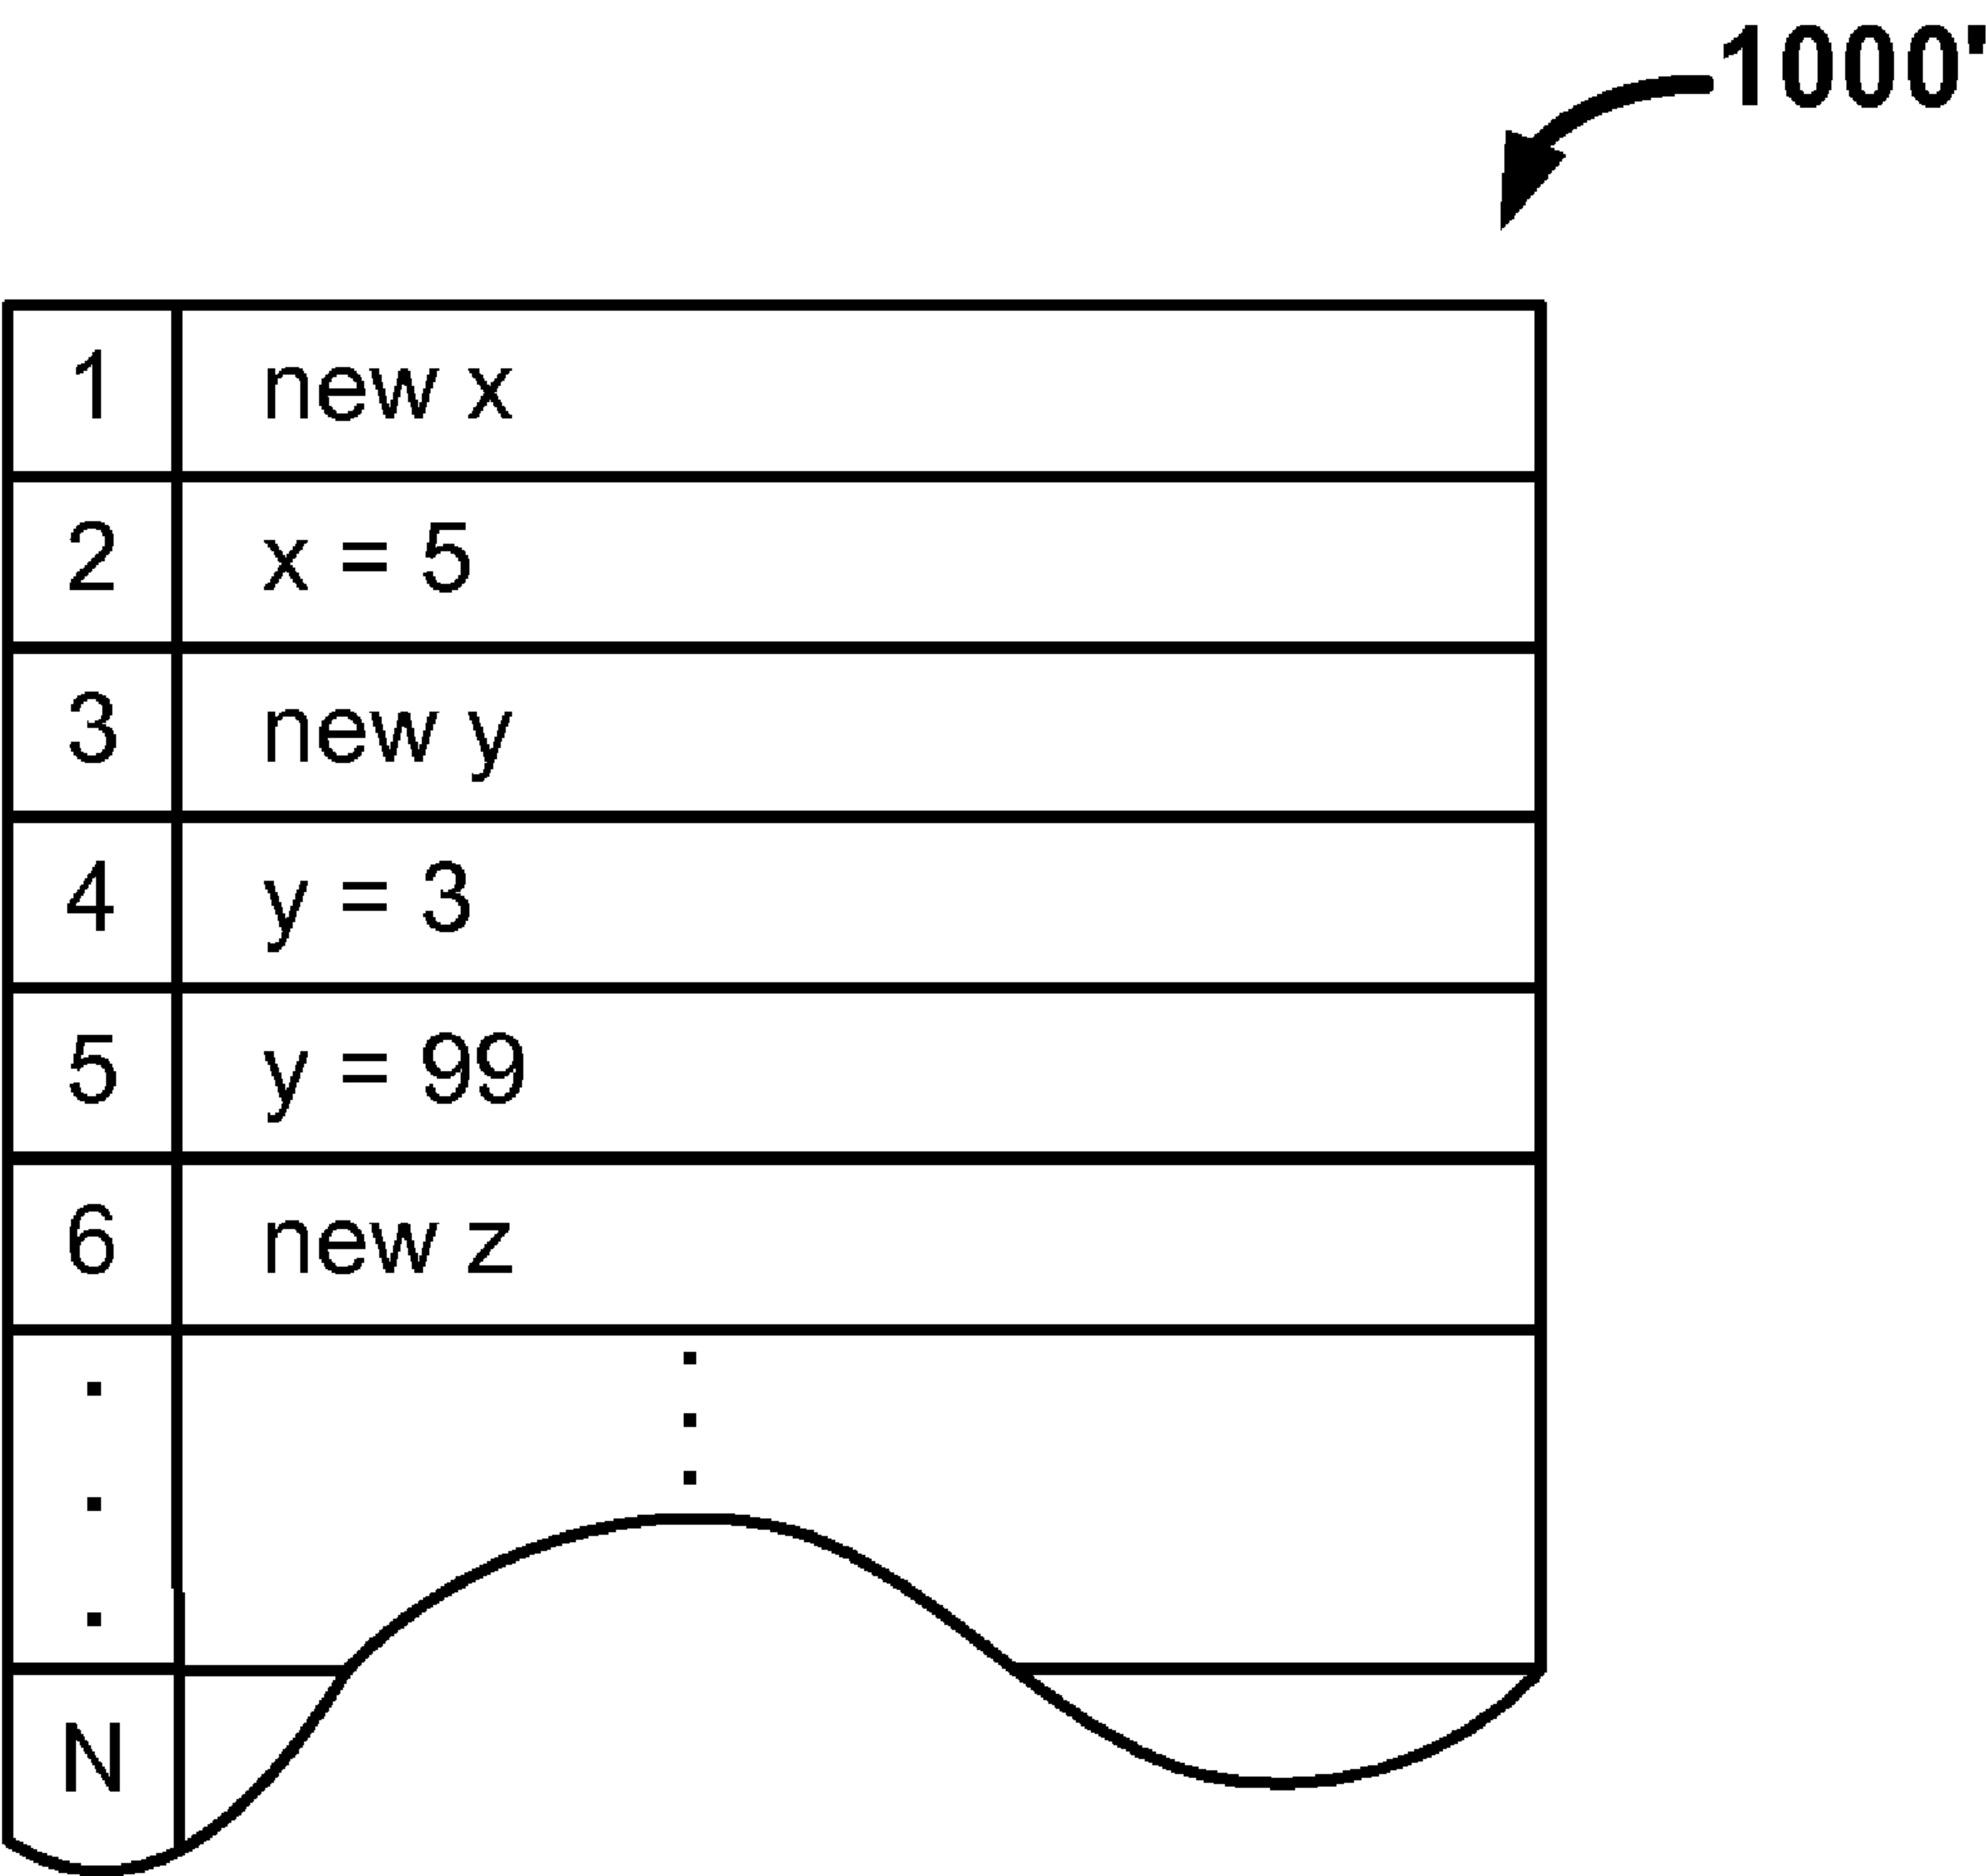 1000'
1 new x
2 x = 5
3 new y
4 y = 3
5 y = 99
6 new z
. .
. .
. .
N